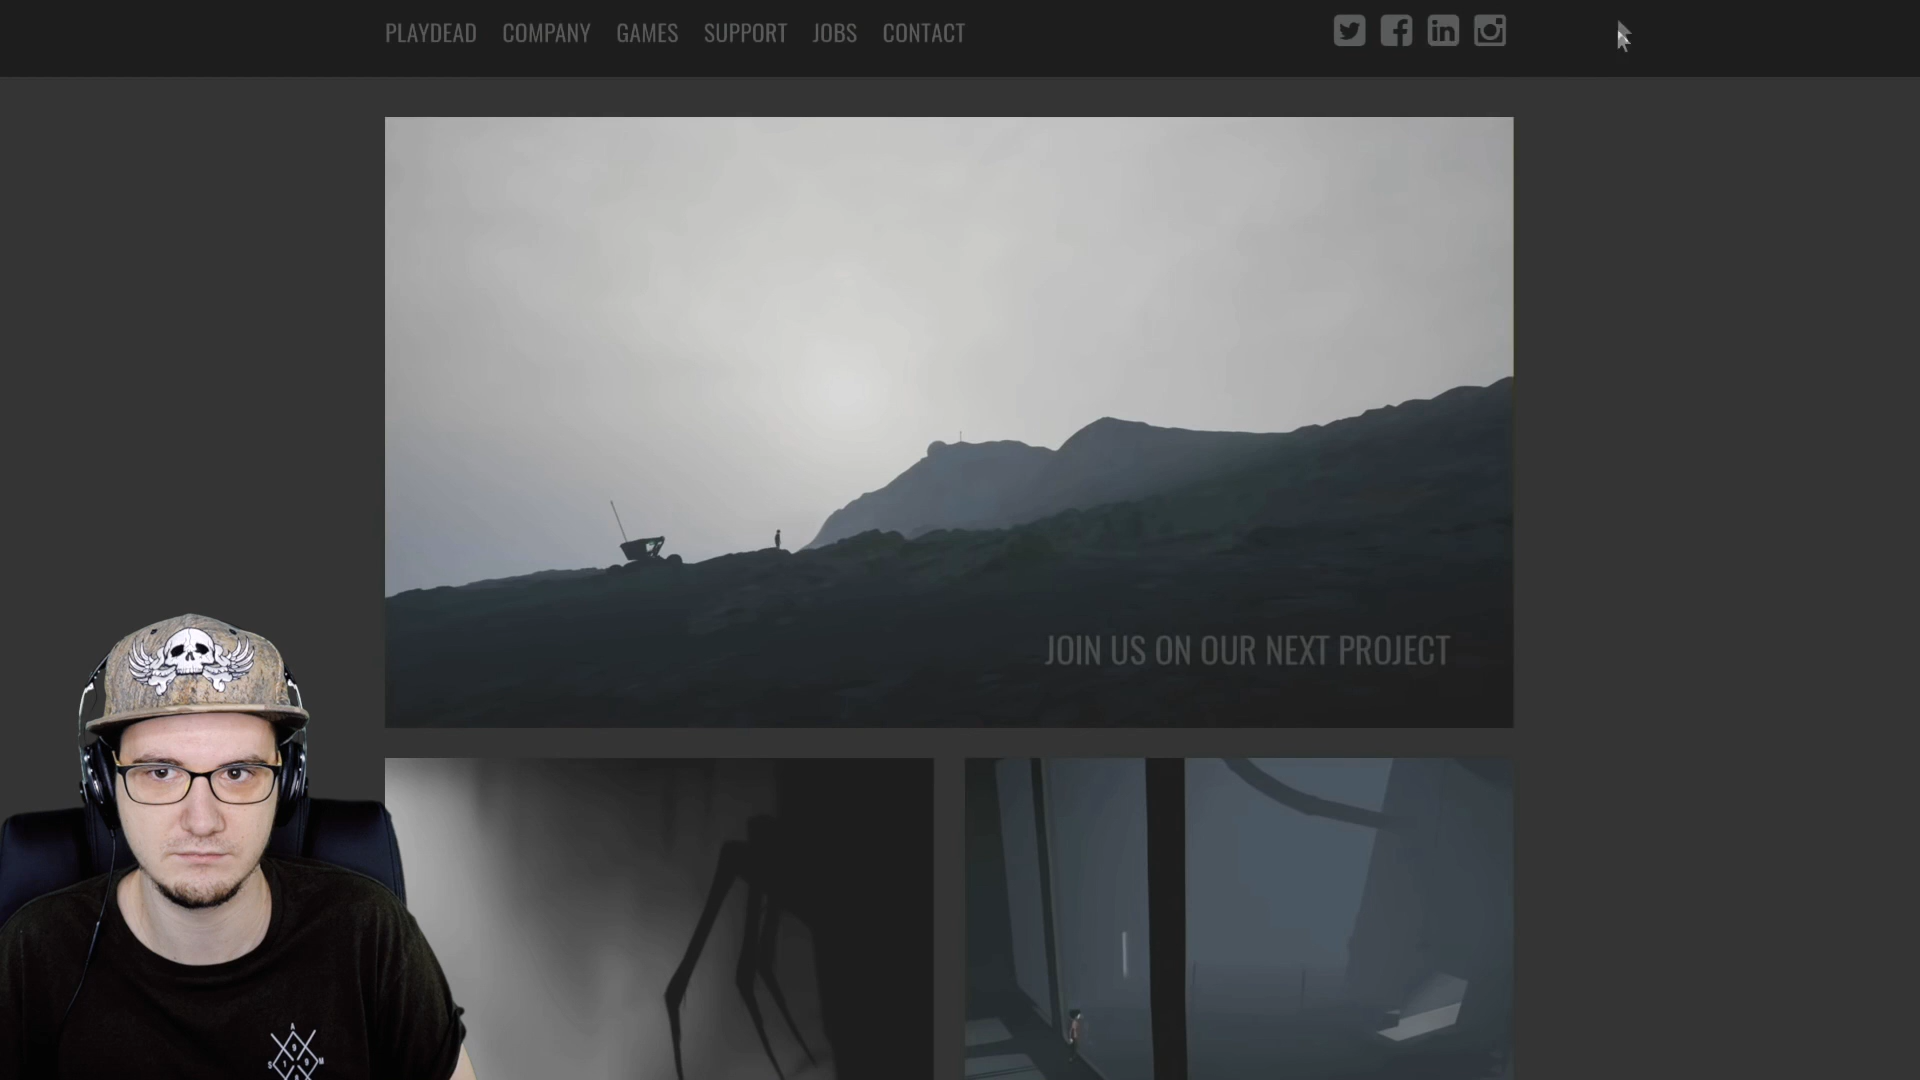 PLAYDEAD COMPANY GAMES SUPPORT JOBS CONTACT
JOIN US ON OUR NEXT PROJECT